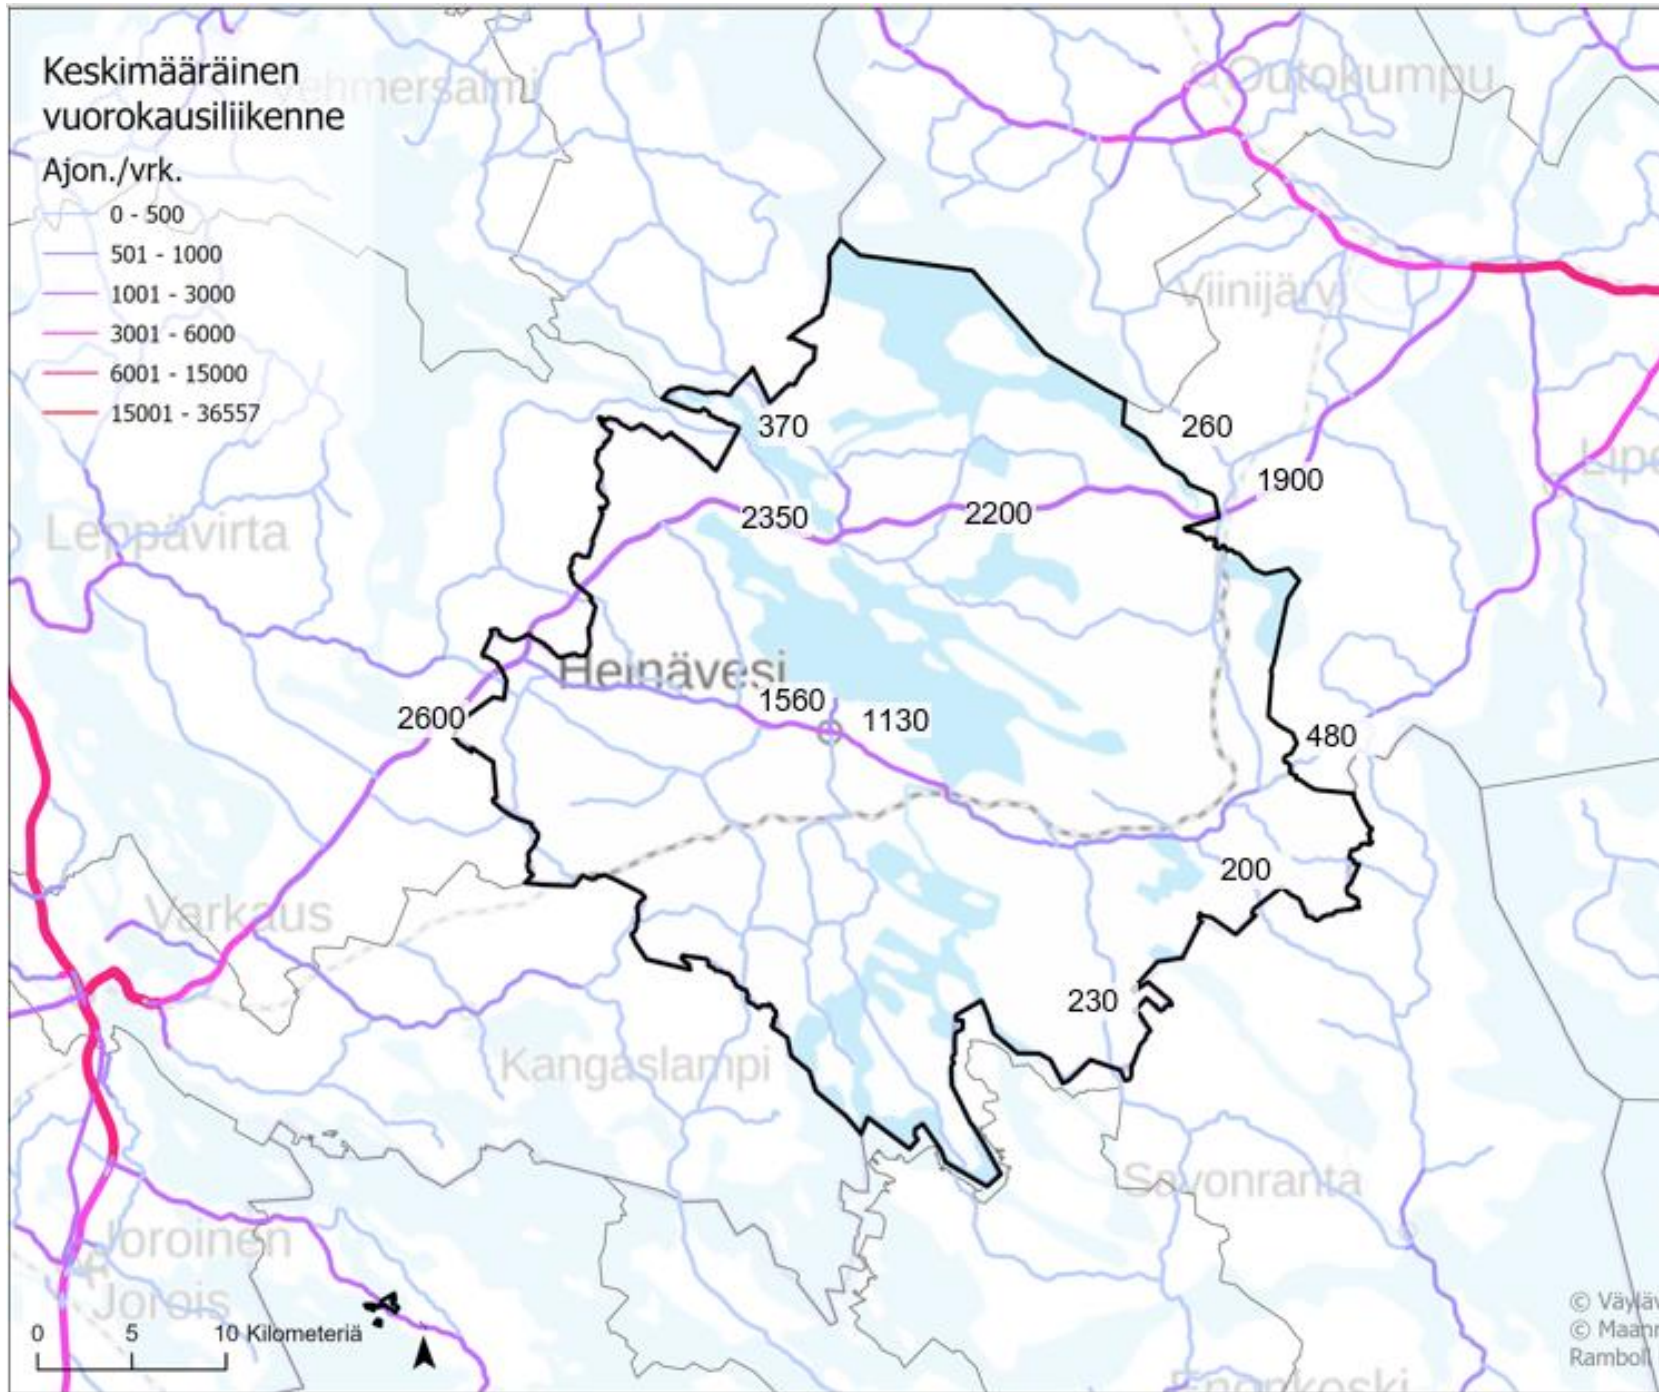 Keskimääräinen
vuorokausiliikenne
Ajon./vrk.
0 - 500
501 - 1000
1001 - 3000
3001 - 6000
6001 - 15000
15001 - 36557
Outokumpu
Viinijärvi
370
260
1900
2350
2200
Leppävirta
Heinävesi
1560
1130
2600
480
200
Varkaus
230
Kangaslampi
Savonranta
Joroinen
Jorois
0 5 10 Kilometeriä
Ramboll
Enonkoski